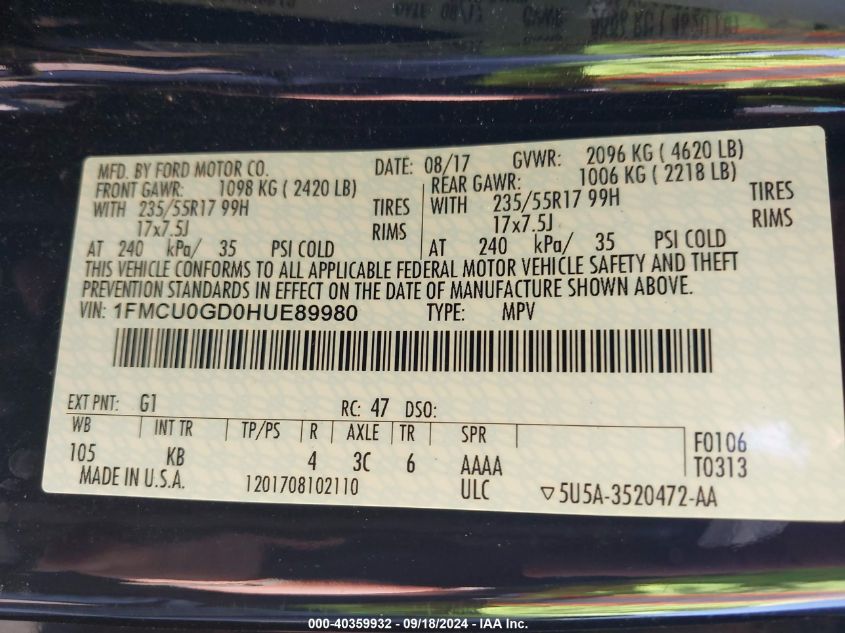 MFD. BY FORD MOTOR CO. DATE: 08/17 GVWR: 2096 KG ( 4620 LB)
FRONT GAWR: 1098 KG ( 2420 LB) REAR GAWR: 1006 KG ( 2218 LB)
WITH 235/55R17 99H TIRES WITH 235/55R17 99H TIRES
17x7.5J RIMS 17x7.5J RIMS
AT 240 kPa/ 35 PSI COLD AT 240 kPa/ 35 PSI COLD
THIS VEHICLE CONFORMS TO ALL APPLICABLE FEDERAL MOTOR VEHICLE SAFETY AND THEFT
PREVENTION STANDARDS IN EFFECT ON THE DATE OF MANUFACTURE SHOWN ABOVE.
VIN: 1FMCU0GD0HUE89980 TYPE: MPV
EXT PNT: G1 RC: 47 DSO:
WB INT TR TP/PS R AXLE TR SPR F0106
105 KB 4 3C 6 AAAA T0313
MADE IN U.S.A. 1201708102110 ULC ▽5U5A-3520472-AA
000-40359932 - 09/18/2024 - IAA Inc.